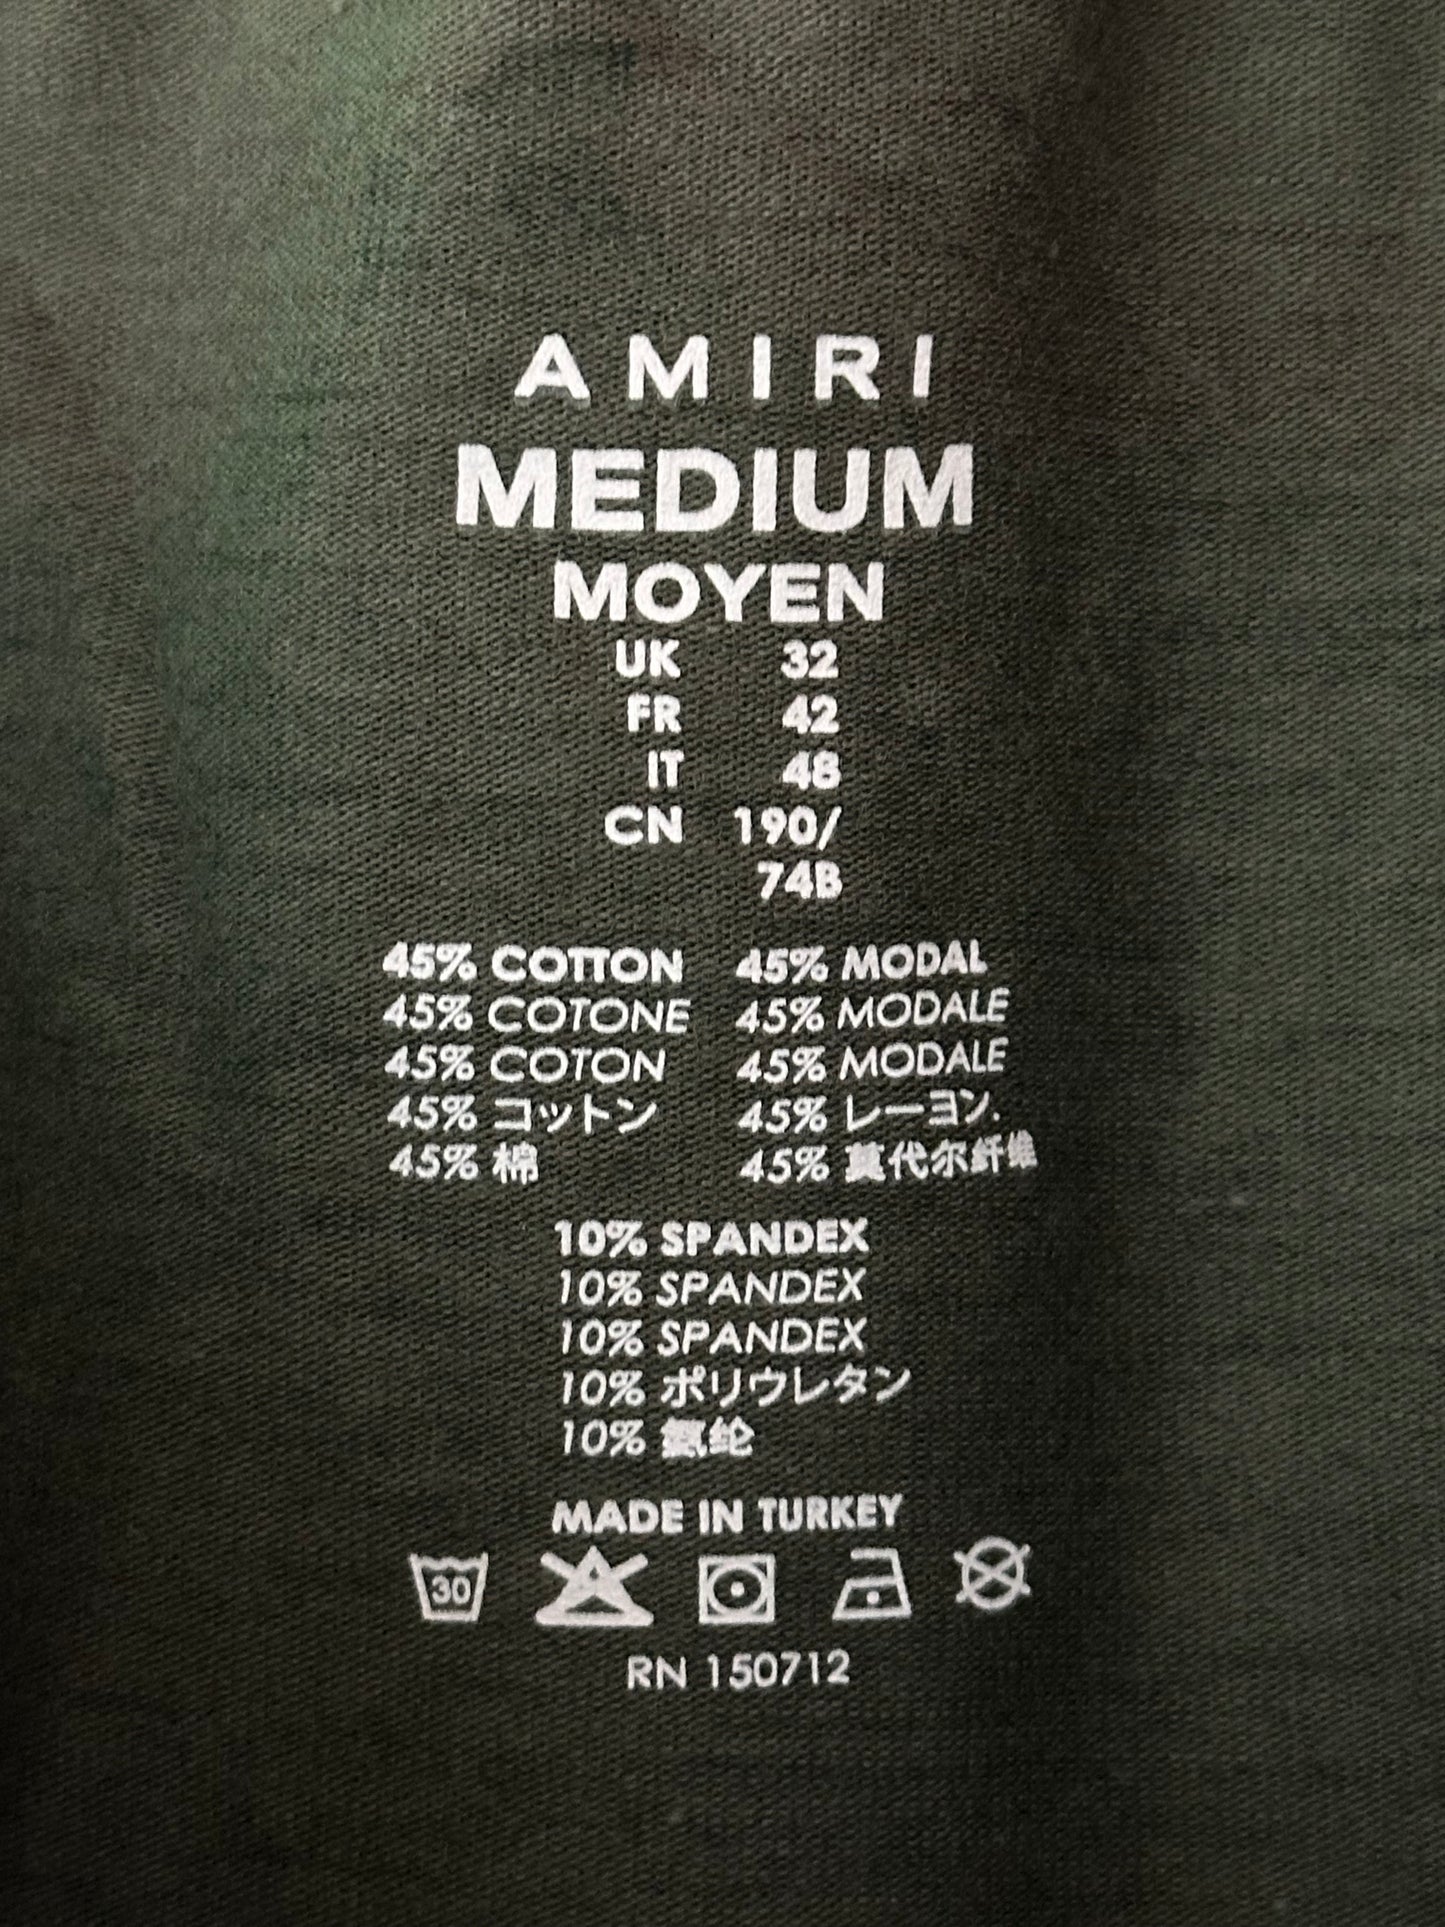 AMIRI
MEDIUM
MOYEN
UK 32
FR 42
IT 48
CN 190/
74B
45% COTTON 45% MODAL
45% COTONE 45% MODALE
45% COTON 45% MODALE
45% コットン 45% レーヨン.
45% 棉 45% 莫代尔纤维
10% SPANDEX
10% SPANDEX
10% SPANDEX
10% ポリウレタン
10% 氨纶
MADE IN TURKEY
30
RN 150712